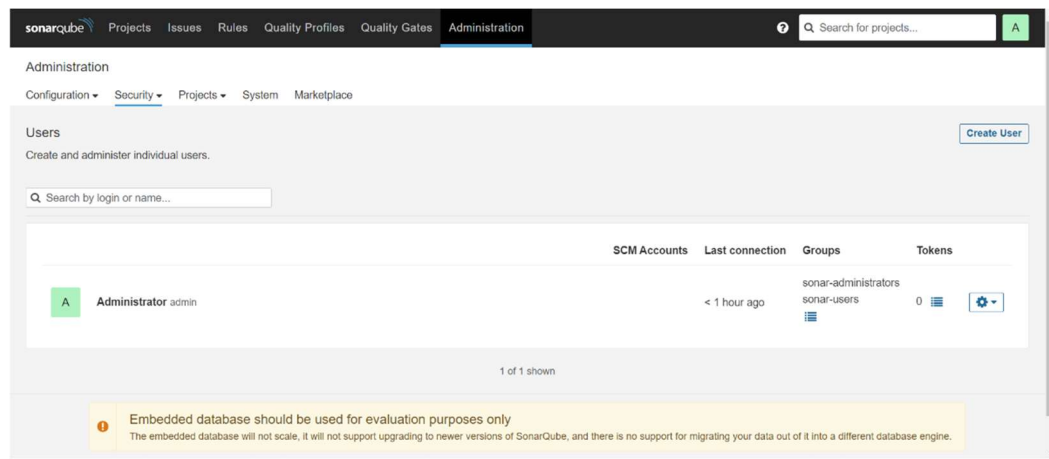 sonarqube Projects Issues Rules Quality Profiles Quality Gates Administration ? Search for projects... A
Administration
Configuration Security Projects System Marketplace
Users
Create User
Create and administer individual users.
Search by login or name...
SCM Accounts Last connection Groups Tokens
A Administrator admin < 1 hour ago sonar-administrators
sonar-users 0
1 of 1 shown
Embedded database should be used for evaluation purposes only
The embedded database will not scale, it will not support upgrading to newer versions of SonarQube, and there is no support for migrating your data out of it into a different database engine.